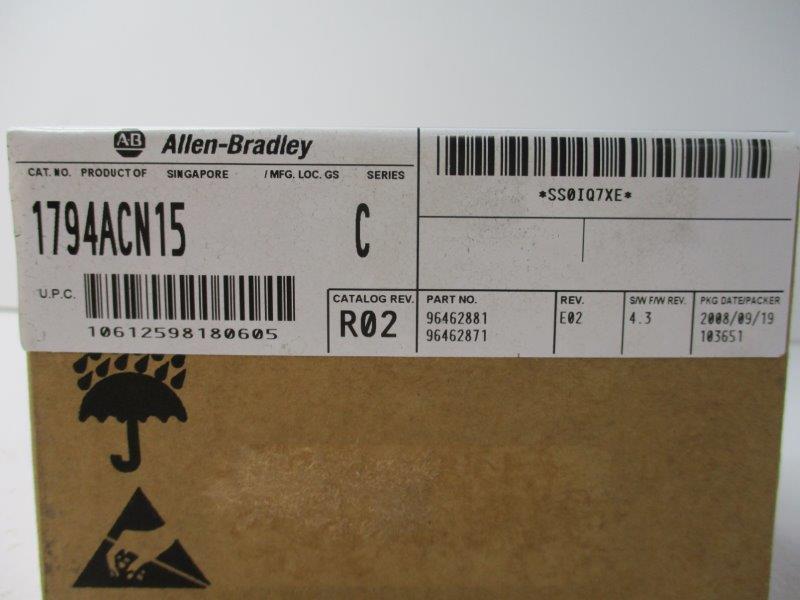 A-B Allen-Bradley
CAT. NO. PRODUCT OF SINGAPORE / MFG. LOC. GS SERIES
1794ACN15 C
U.P.C.
10612598180605
CATALOG REV.
R02
*SS0IQ7XE*
PART NO. REV. S/W F/W REV. PKG DATE/PACKER
96462881 E02 4.3 2008/09/19
96462871 103651